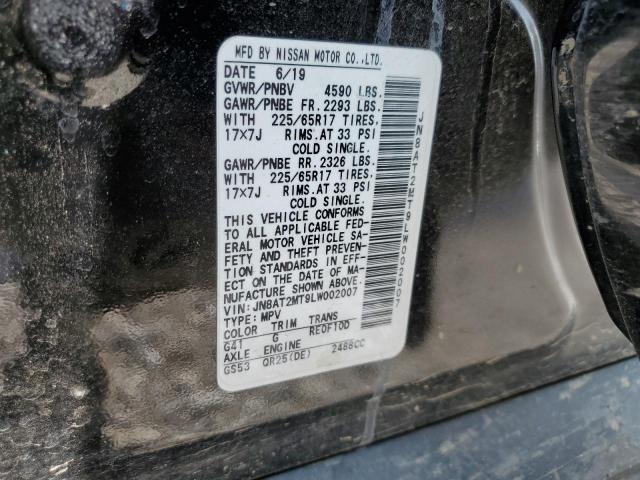 MFD BY NISSAN MOTOR CO.,LTD.
DATE 6/19
GVWR/PNBV 4590 LBS.
GAWR/PNBE FR. 2293 LBS.
WITH 225/65R17 TIRES.
17x7J RIMS. AT 33 PSI
COLD SINGLE.
GAWR/PNBE RR. 2326 LBS.
WITH 225/65R17 TIRES.
17x7J RIMS. AT 33 PSI
COLD SINGLE.
THIS VEHICLE CONFORMS
TO ALL APPLICABLE FED-
ERAL MOTOR VEHICLE SA-
FETY AND THEFT PREVEN-
TION STANDARDS IN EFF-
ECT ON THE DATE OF MA-
NUFACTURE SHOWN ABOVE.
VIN: JN8AT2MT9LW002007
TYPE: MPV
COLOR TRIM TRANS
G41 G RE0F10D
AXLE ENGINE
GS53 QR25(DE) 2488CC
JN8AT2MT9LW002007